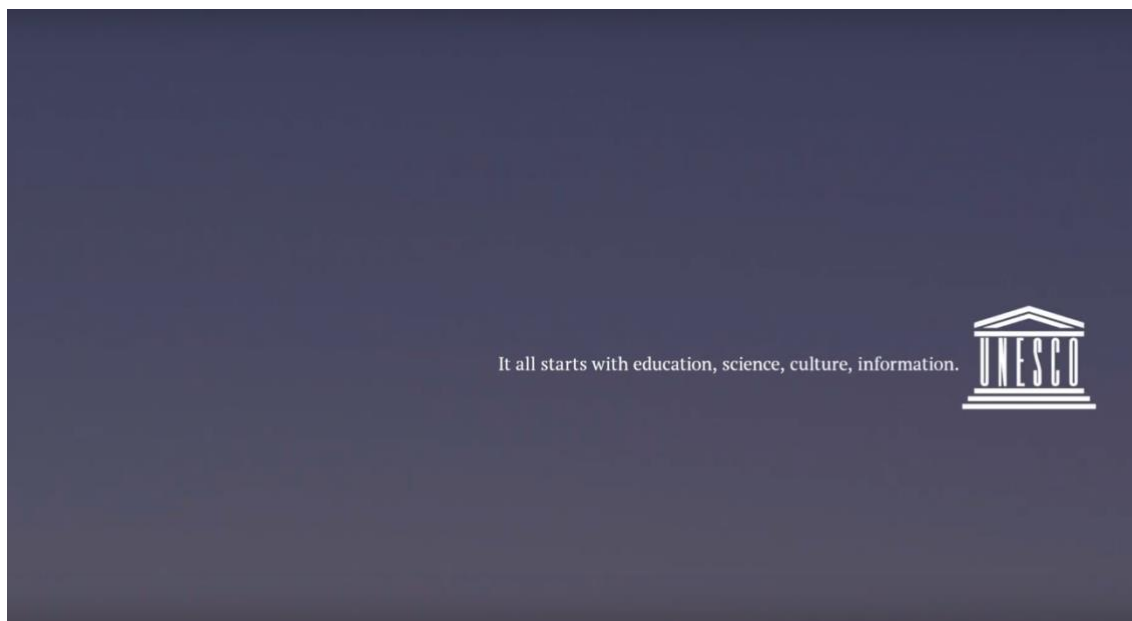 It all starts with education, science, culture, information.
UNESCO